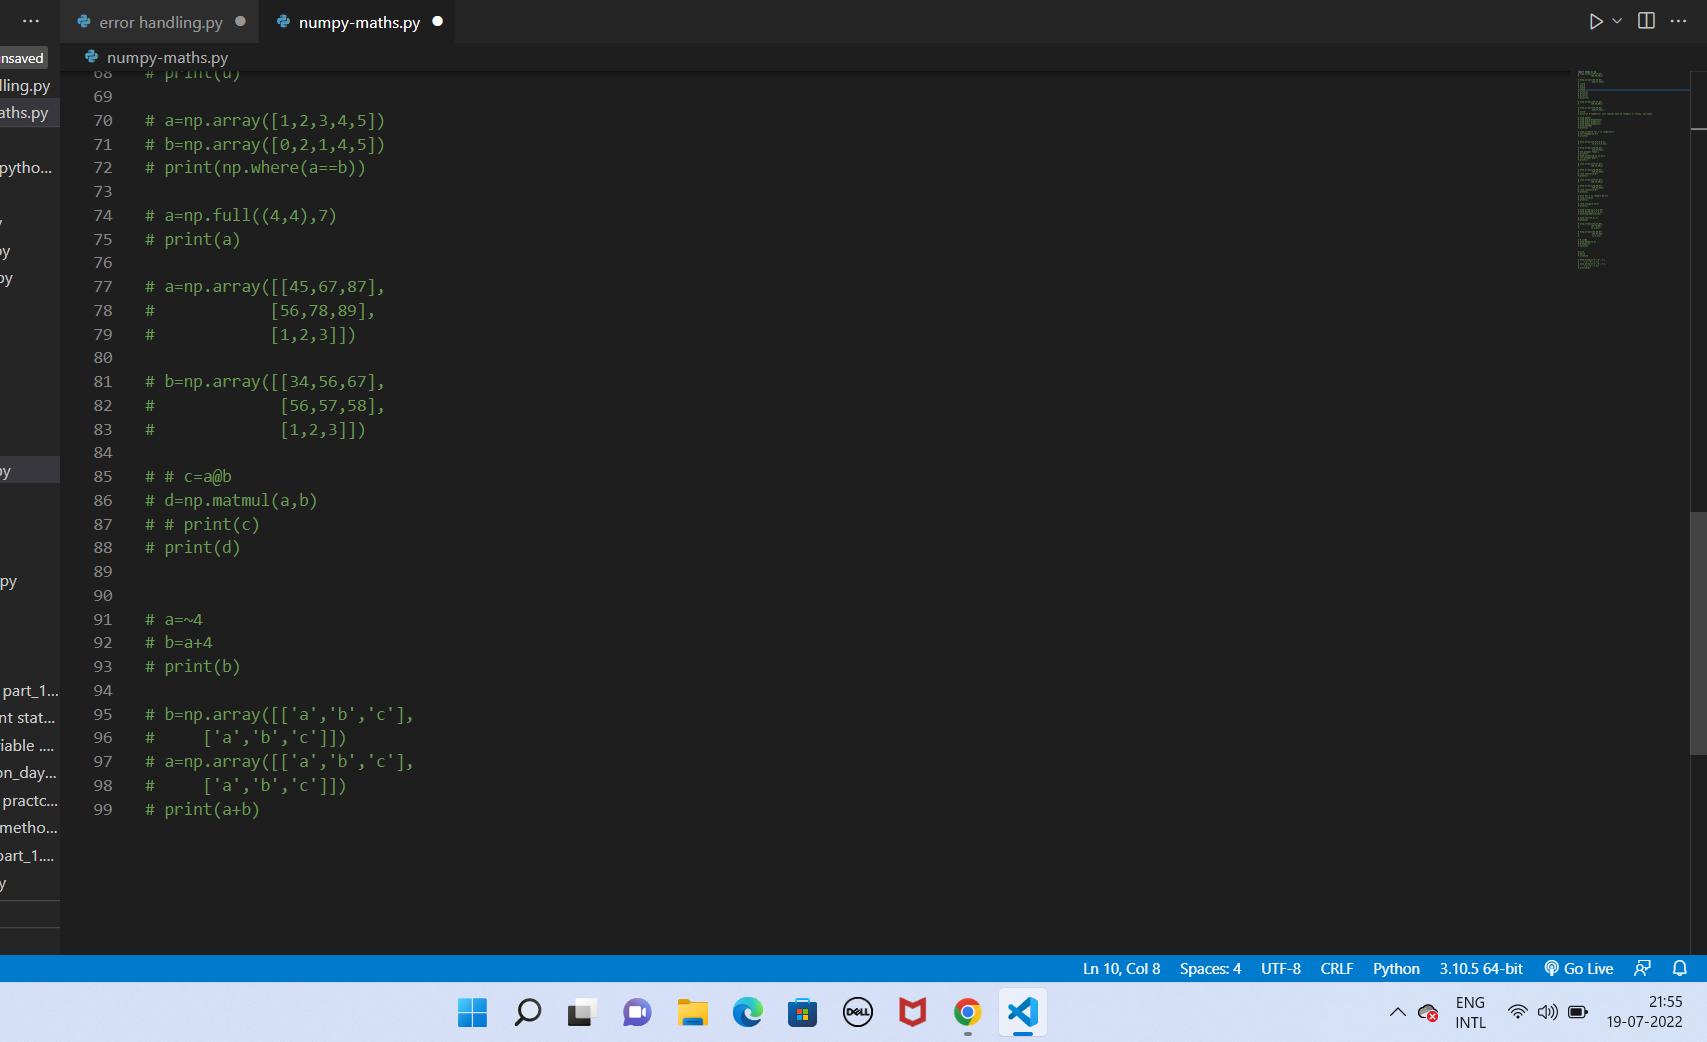 error handling.py
numpy-maths.py
nsaved
numpy-maths.py
lling.py
68 # print(d)
69
aths.py
70 # a=np.array([1,2,3,4,5])
71 # b=np.array([0,2,1,4,5])
72 # print(np.where(a==b))
pytho...
73
74 # a=np.full((4,4),7)
75 # print(a)
py
76
py
77 # a=np.array([[45,67,87],
78 # [56,78,89],
79 # [1,2,3]])
80
81 # b=np.array([[34,56,67],
82 # [56,57,58],
83 # [1,2,3]])
84
py
85 # # c=a@b
86 # d=np.matmul(a,b)
87 # # print(c)
88 # print(d)
89
py
90
91 # a=~4
92 # b=a+4
93 # print(b)
part_1...
94
nt stat...
95 # b=np.array([['a','b','c'],
96 # ['a','b','c']])
iable ....
97 # a=np.array([['a','b','c'],
on_day...
98 # ['a','b','c']])
practc...
99 # print(a+b)
metho...
part_1....
y
Ln 10, Col 8 Spaces: 4 UTF-8 CRLF Python 3.10.5 64-bit Go Live
DELL
ENG
INTL
21:55
19-07-2022